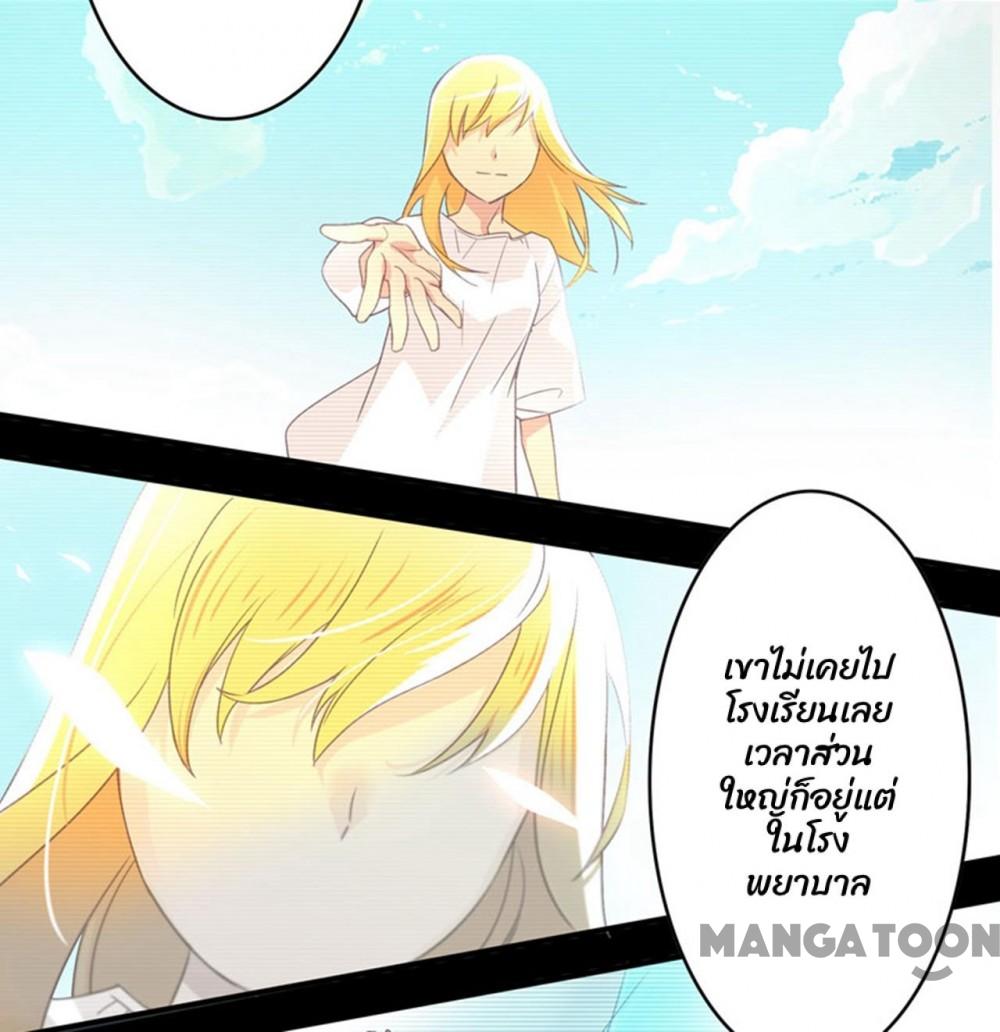 เขาไม่เคยไป
โรงเรียนเลย
เวลาส่วน
ใหญ่ก็อยู่แต่
ในโรง
พยาบาล
MANGATOON